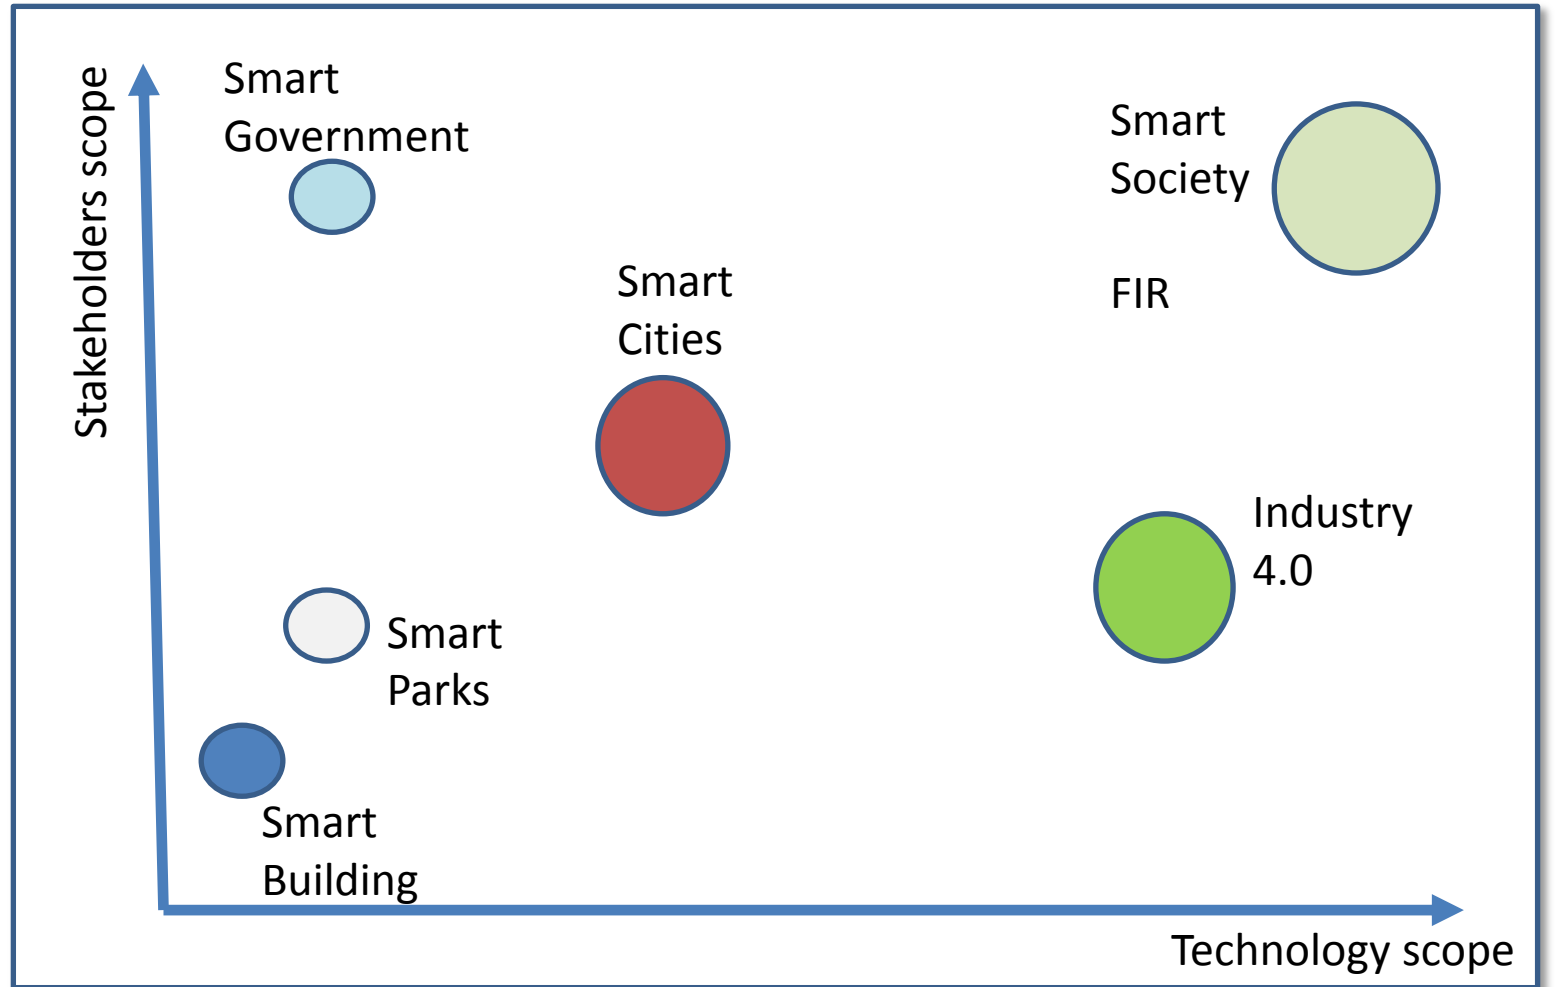 Stakeholders scope
Smart
Government
Smart
Society
FIR
Smart
Cities
Industry
4.0
Smart
Parks
Smart
Building
Technology scope